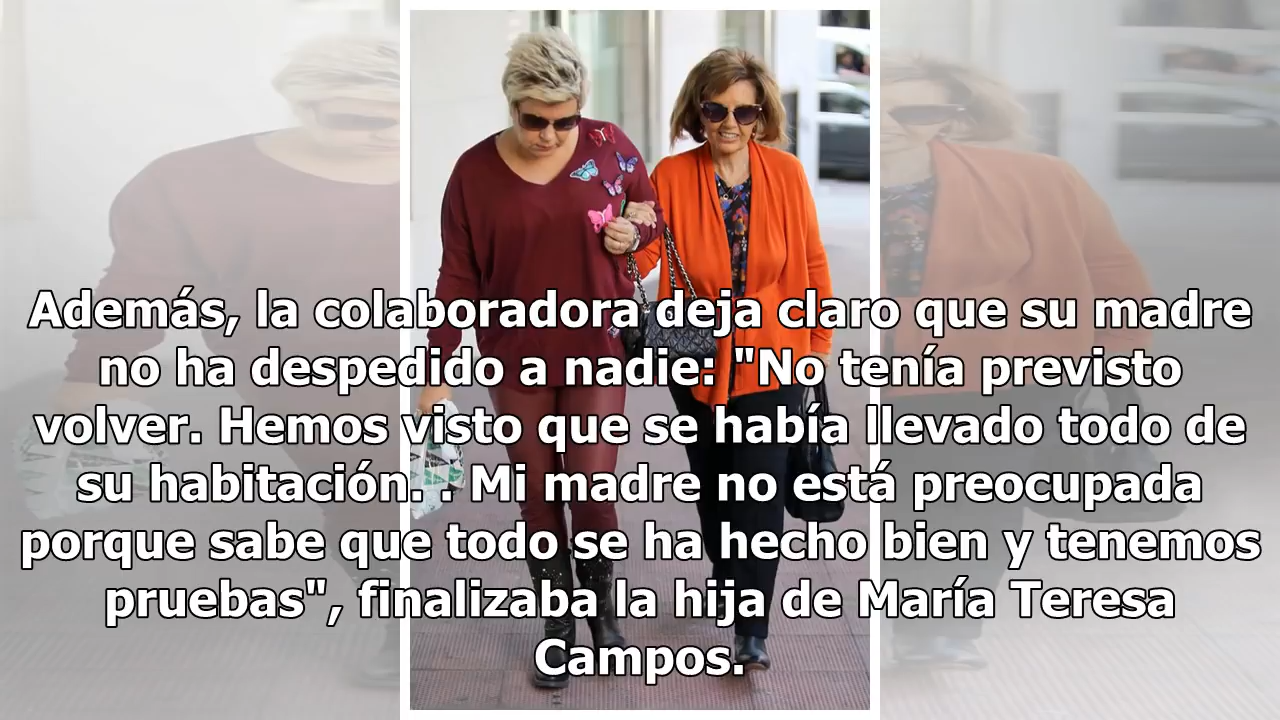 Además, la colaboradora deja claro que su madre
no ha despedido a nadie: "No tenía previsto
volver. Hemos visto que se había llevado todo de
su habitación. . Mi madre no está preocupada
porque sabe que todo se ha hecho bien y tenemos
pruebas", finalizaba la hija de María Teresa
Campos.